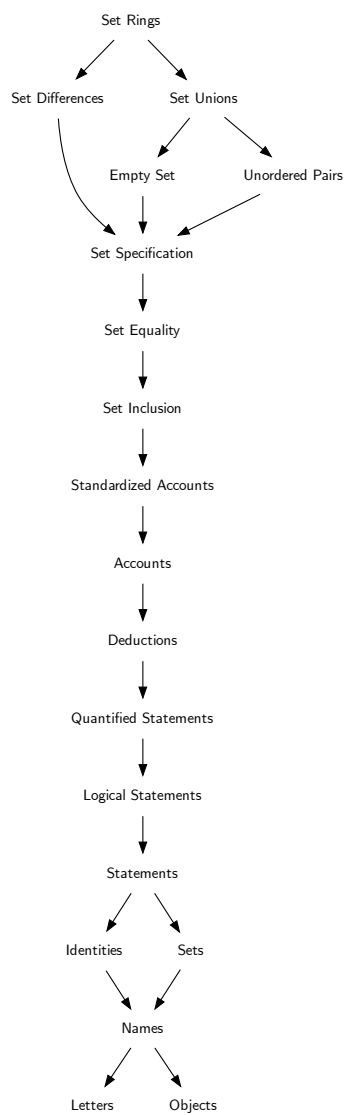 Set Rings
Set Differences
Set Unions
Empty Set
Unordered Pairs
Set Specification
Set Equality
Set Inclusion
Standardized Accounts
Accounts
Deductions
Quantified Statements
Logical Statements
Statements
Identities
Sets
Names
Letters
Objects